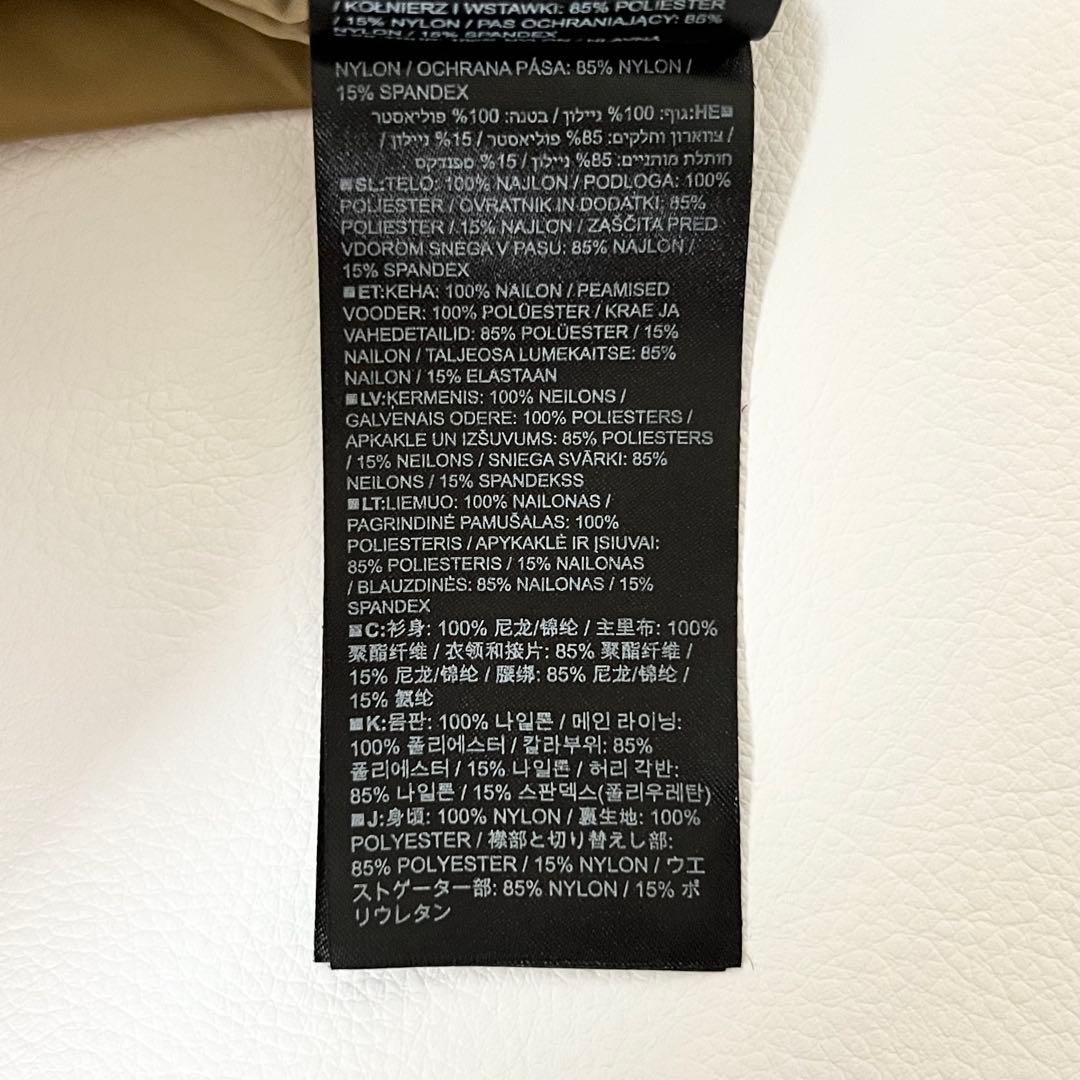 / KOŁNIERZ I WSTAWKI: 85% POLIESTER
/ 15% NYLON / PAS OCHRANIAJĄCY: 85%
NYLON / 15% SPANDEX
NYLON / OCHRANA PÁSA: 85% NYLON /
15% SPANDEX
HE:גוף: 100% ניילון / בטנה: 100% פוליאסטר
/ צווארון וחלקים: 85% פוליאסטר / 15% ניילון /
חותלת מותניים: 85% ניילון / 15% ספנדקס
SL:TELO: 100% NAJLON / PODLOGA: 100%
POLIESTER / OVRATNIK IN DODATKI: 85%
POLIESTER / 15% NAJLON / ZAŠČITA PRED
VDOROM SNEGA V PASU: 85% NAJLON /
15% SPANDEX
ET:KEHA: 100% NAILON / PEAMISED
VOODER: 100% POLÜESTER / KRAE JA
VAHEDETAILID: 85% POLÜESTER / 15%
NAILON / TALJEOSA LUMEKAITSE: 85%
NAILON / 15% ELASTAAN
LV:ĶERMENIS: 100% NEILONS /
GALVENAIS ODERE: 100% POLIESTERS /
APKAKLE UN IZŠUVUMS: 85% POLIESTERS
/ 15% NEILONS / SNIEGA SVĀRKI: 85%
NEILONS / 15% SPANDEKSS
LT:LIEMUO: 100% NAILONAS /
PAGRINDINĖ PAMUŠALAS: 100%
POLIESTERIS / APYKAKLĖ IR ĮSIUVAI:
85% POLIESTERIS / 15% NAILONAS
/ BLAUZDINĖS: 85% NAILONAS / 15%
SPANDEX
C:衫身: 100% 尼龙/锦纶 / 主里布: 100%
聚酯纤维 / 衣领和接片: 85% 聚酯纤维 /
15% 尼龙/锦纶 / 腰绑: 85% 尼龙/锦纶 /
15% 氨纶
K:몸판: 100% 나일론 / 메인 라이닝:
100% 폴리에스터 / 칼라부위: 85%
폴리에스터 / 15% 나일론 / 허리 각반:
85% 나일론 / 15% 스판덱스(폴리우레탄)
J:身頃: 100% NYLON / 裏生地: 100%
POLYESTER / 襟部と切り替えし部:
85% POLYESTER / 15% NYLON / ウエ
ストゲーター部: 85% NYLON / 15% ポ
リウレタン